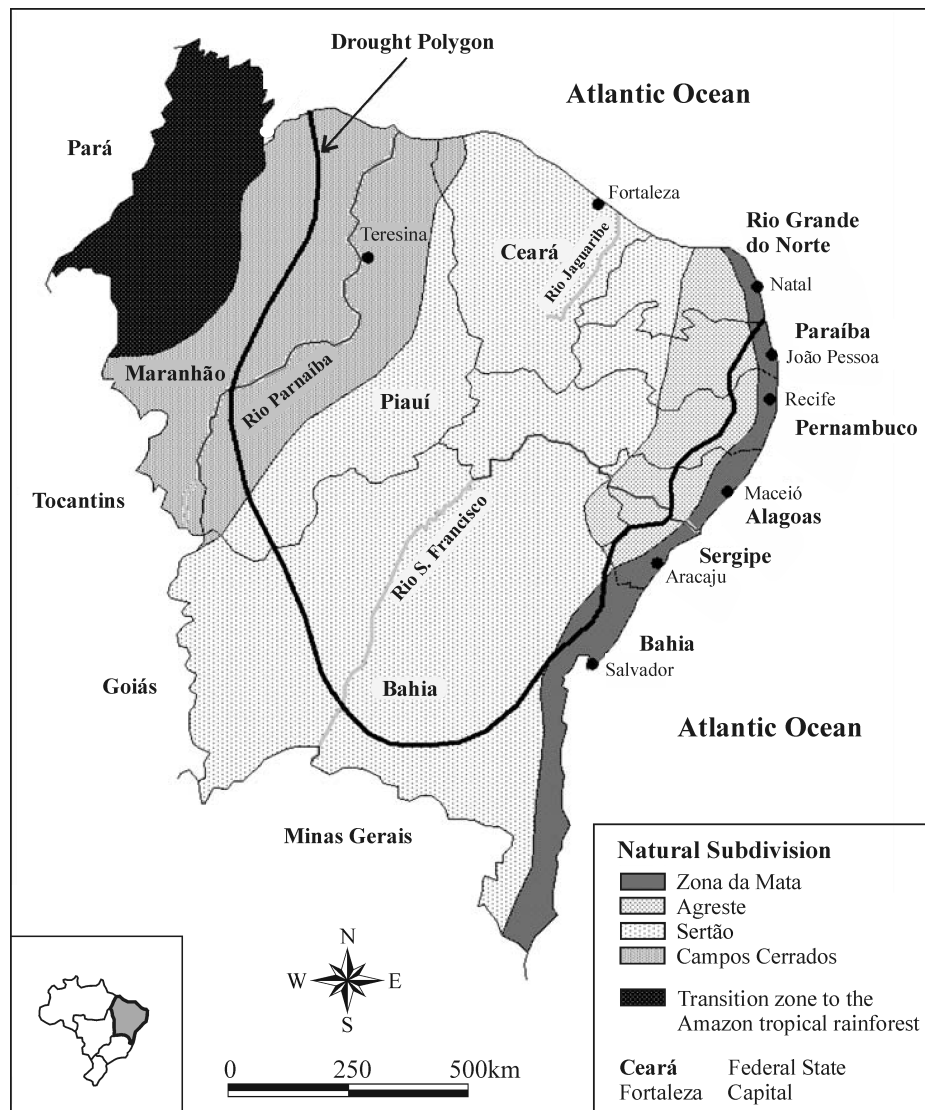 Drought Polygon
Atlantic Ocean
Pará
Fortaleza
Rio Grande
do Norte
Teresina
Ceará
Rio Jaguaribe
Natal
Paraíba
João Pessoa
Maranhão
Rio Parnaíba
Piauí
Recife
Pernambuco
Tocantins
Rio S. Francisco
Maceió
Alagoas
Sergipe
Aracaju
Bahia
Salvador
Goiás
Bahia
Atlantic Ocean
Minas Gerais
Natural Subdivision
Zona da Mata
Agreste
Sertão
Campos Cerrados
Transition zone to the
Amazon tropical rainforest
Ceará Federal State
Fortaleza Capital
N
W E
S
0 250 500km